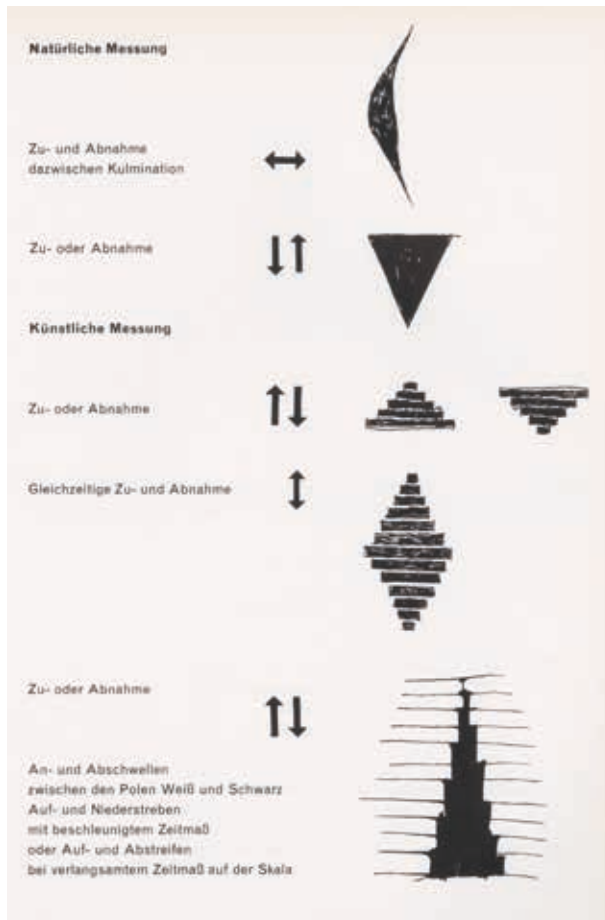 Natürliche Messung
Zu- und Abnahme
dazwischen Kulmination
Zu- oder Abnahme
Künstliche Messung
Zu- oder Abnahme
Gleichzeitige Zu- und Abnahme
Zu- oder Abnahme
An- und Abschwellen
zwischen den Polen Weiß und Schwarz
Auf- und Niederstreben
mit beschleunigtem Zeitmaß
oder Auf- und Abstreifen
bei verlangsamtem Zeitmaß auf der Skala